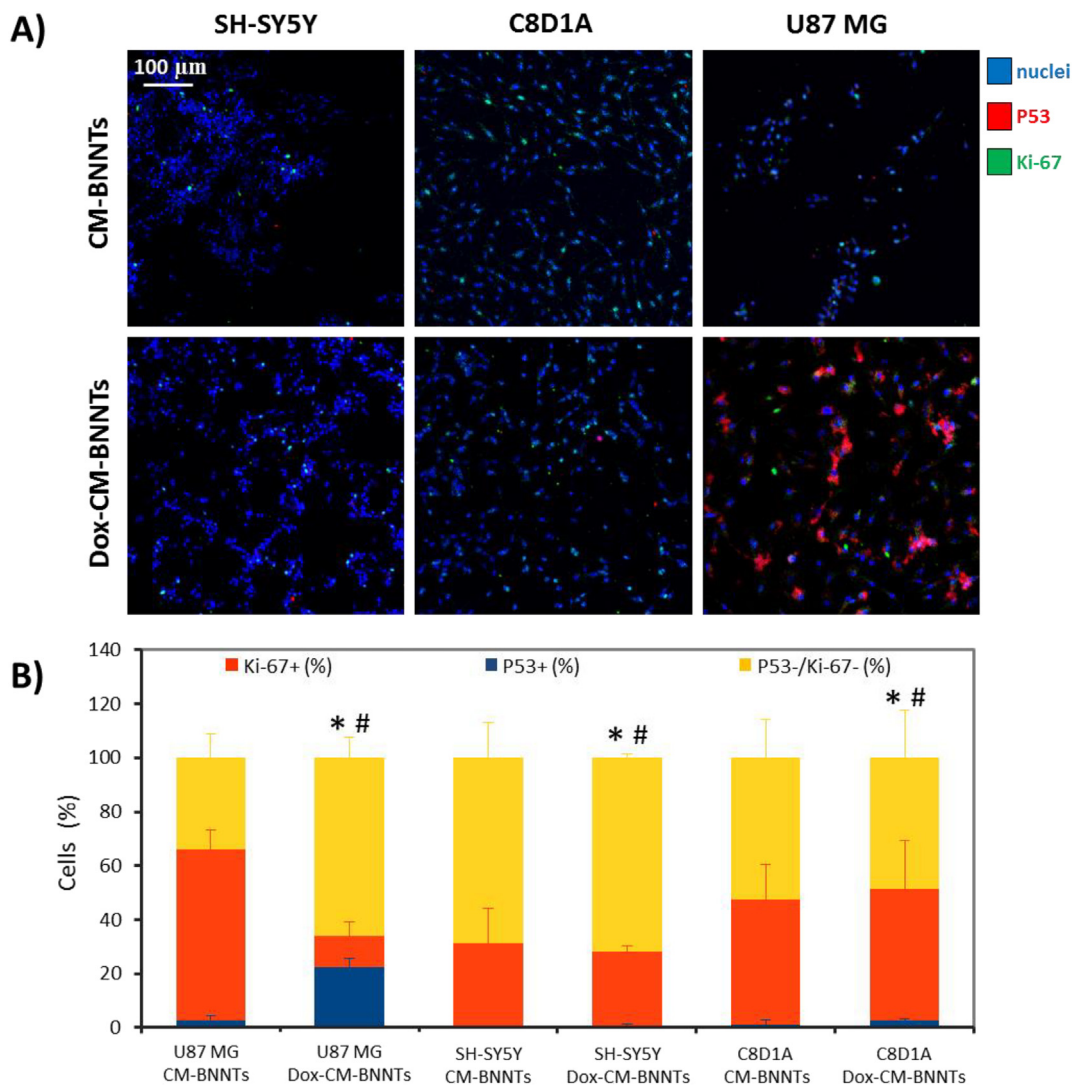 A)
SH-SY5Y C8D1A U87 MG
100 µm
nuclei
P53
Ki-67
CM-BNNTs
Dox-CM-BNNTs
B)
Ki-67+ (%) P53+ (%) P53-/Ki-67- (%)
Cells (%)
140
120
100
80
60
40
20
0
* #
* #
* #
U87 MG
CM-BNNTs
U87 MG
Dox-CM-BNNTs
SH-SY5Y
CM-BNNTs
SH-SY5Y
Dox-CM-BNNTs
C8D1A
CM-BNNTs
C8D1A
Dox-CM-BNNTs